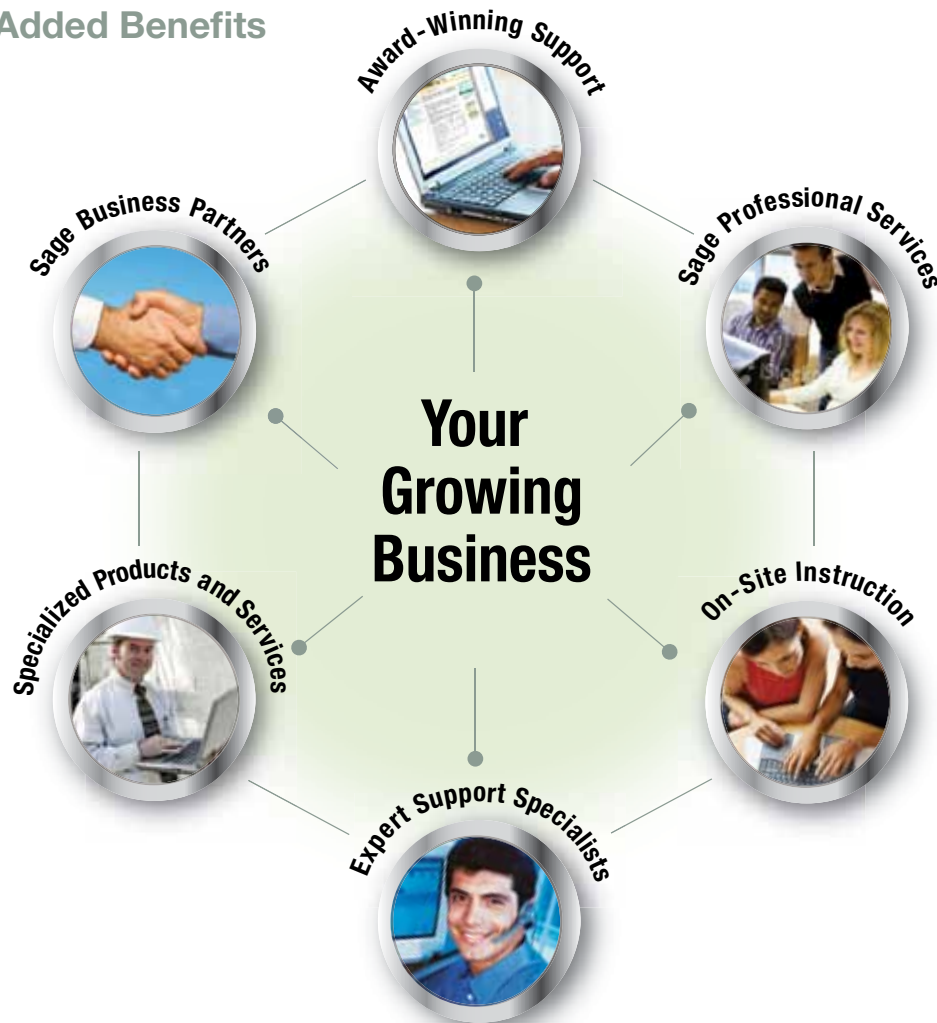 Added Benefits
Award-Winning Support
Sage Business Partners
Sage Professional Services
Your
Growing
Business
Specialized Products and Services
On-Site Instruction
Expert Support Specialists